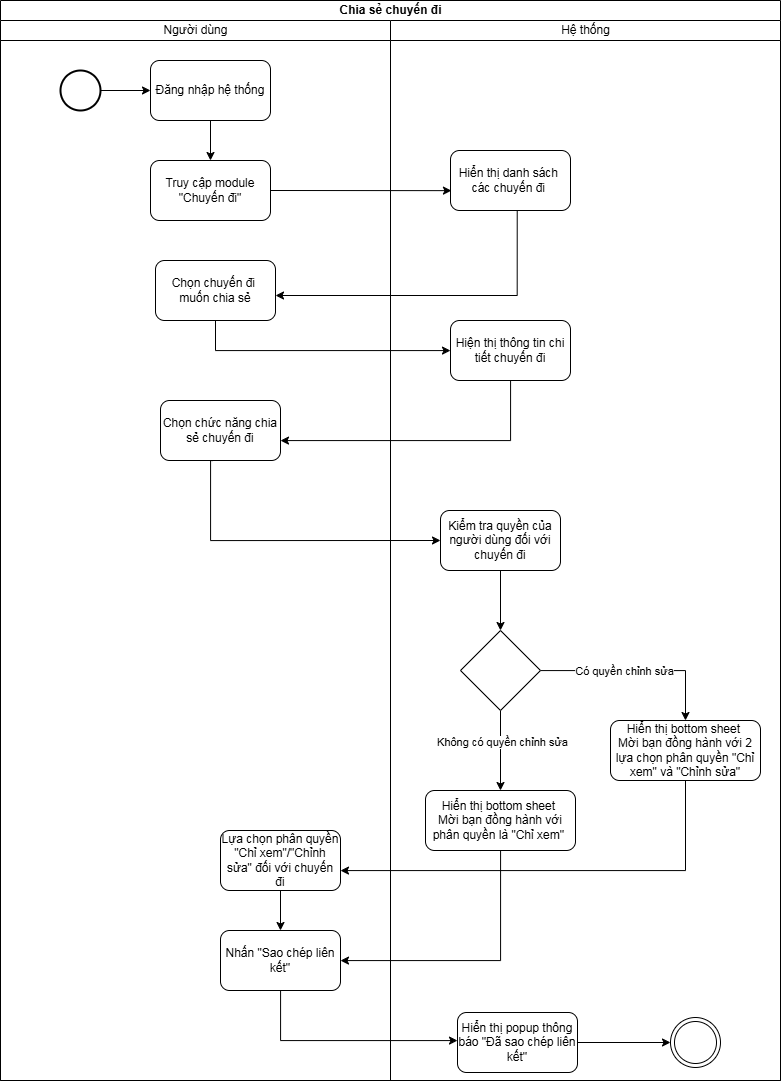 Chia sẻ chuyến đi
Người dùng
Hệ thống
Đăng nhập hệ thống
Truy cập module
"Chuyến đi"
Hiển thị danh sách
các chuyến đi
Chọn chuyến đi
muốn chia sẻ
Hiện thị thông tin chi
tiết chuyến đi
Chọn chức năng chia
sẻ chuyến đi
Kiểm tra quyền của
người dùng đối với
chuyến đi
Có quyền chỉnh sửa
Không có quyền chỉnh sửa
Hiển thị bottom sheet
Mời bạn đồng hành với 2
lựa chọn phân quyền "Chỉ
xem" và "Chỉnh sửa"
Hiển thị bottom sheet
Mời bạn đồng hành với
phân quyền là "Chỉ xem"
Lựa chọn phân quyền
"Chỉ xem"/"Chỉnh
sửa" đối với chuyến
đi
Nhấn "Sao chép liên
kết"
Hiển thị popup thông
báo "Đã sao chép liên
kết"